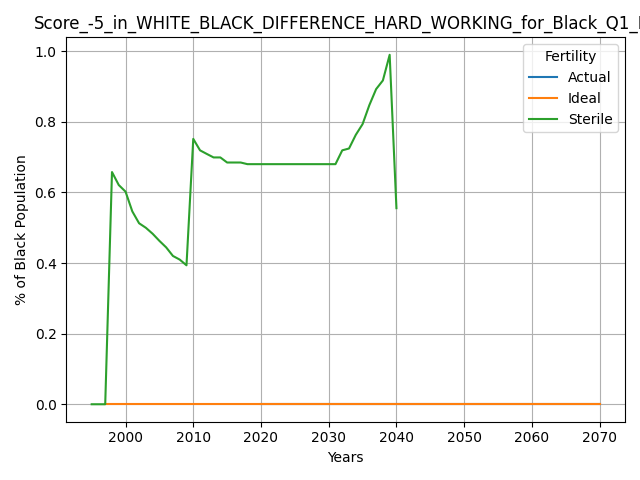 Score_-5_in_WHITE_BLACK_DIFFERENCE_HARD_WORKING_for_Black_Q1_
Fertility
Actual
Ideal
Sterile
1.0
0.8
0.6
0.4
0.2
0.0
% of Black Population
2000 2010 2020 2030 2040 2050 2060 2070
Years